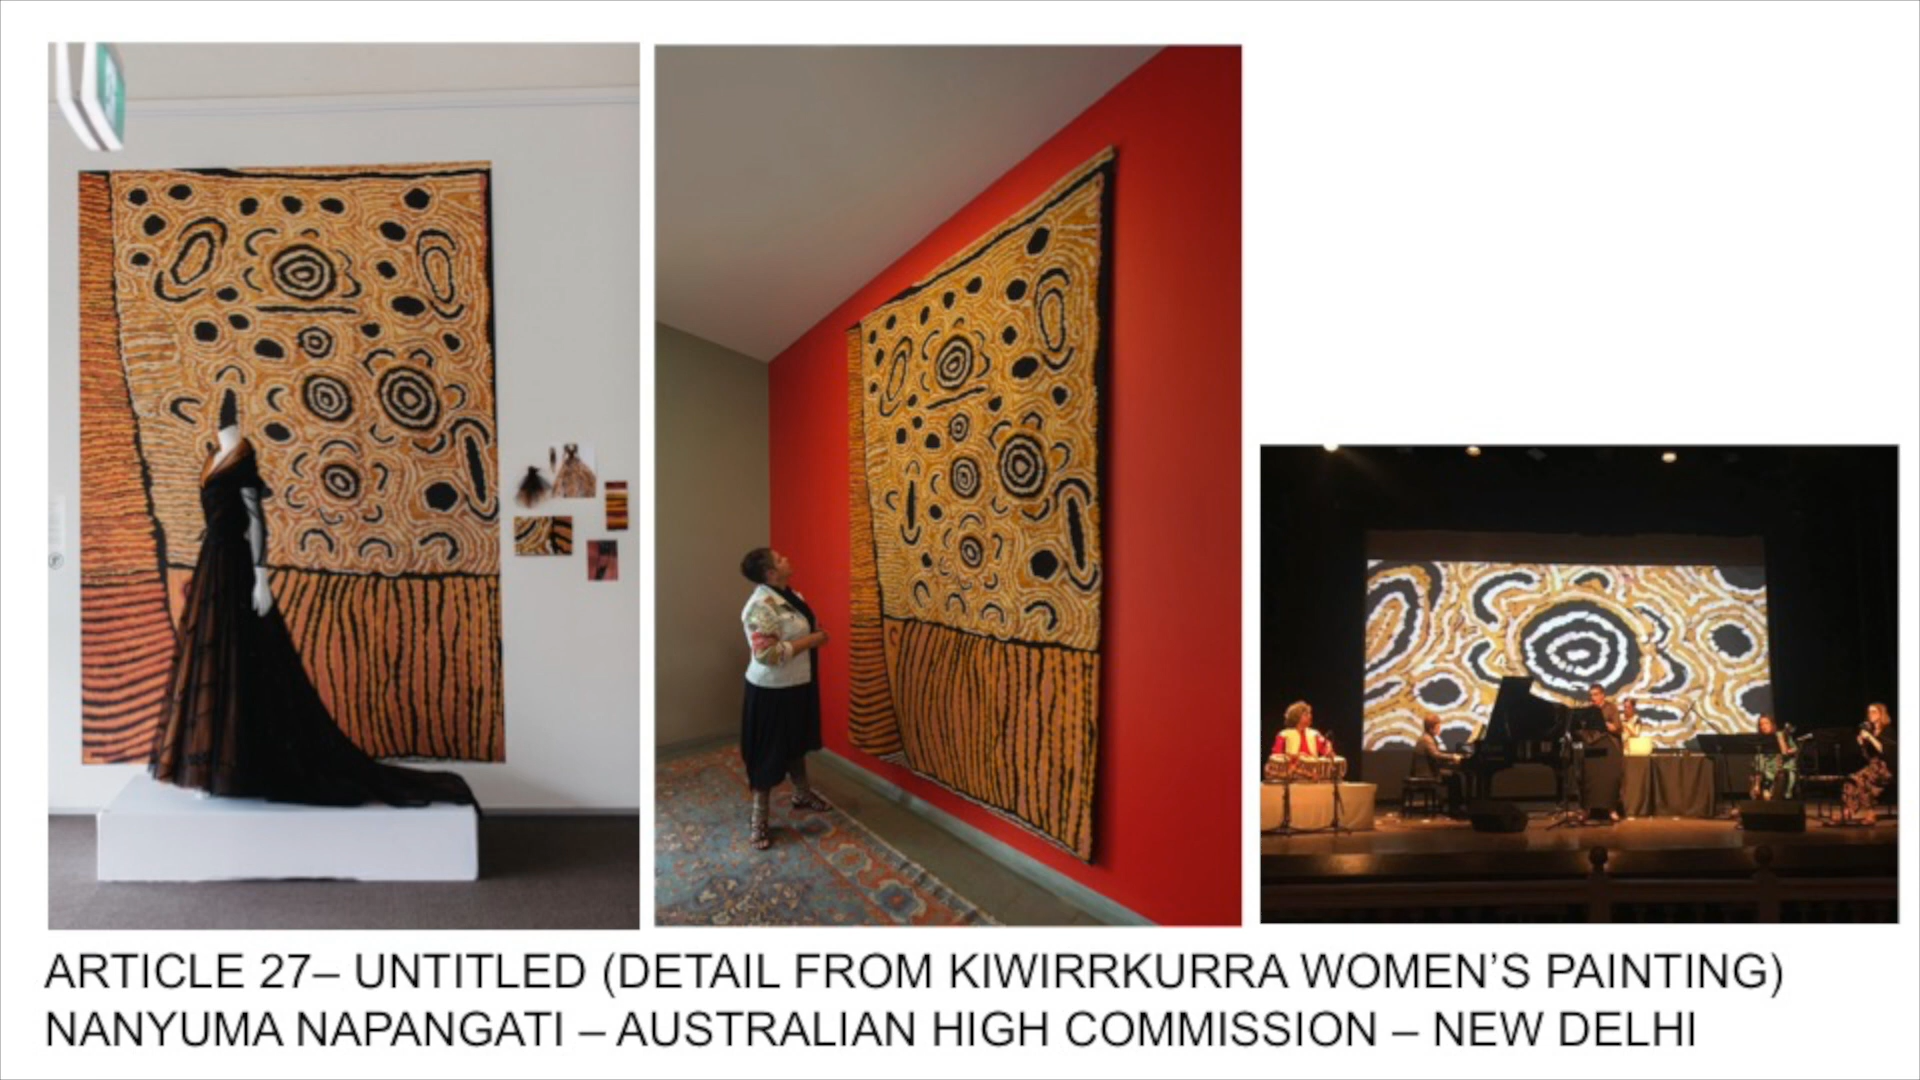 ARTICLE 27– UNTITLED (DETAIL FROM KIWIRRKURRA WOMEN’S PAINTING)
NANYUMA NAPANGATI – AUSTRALIAN HIGH COMMISSION – NEW DELHI